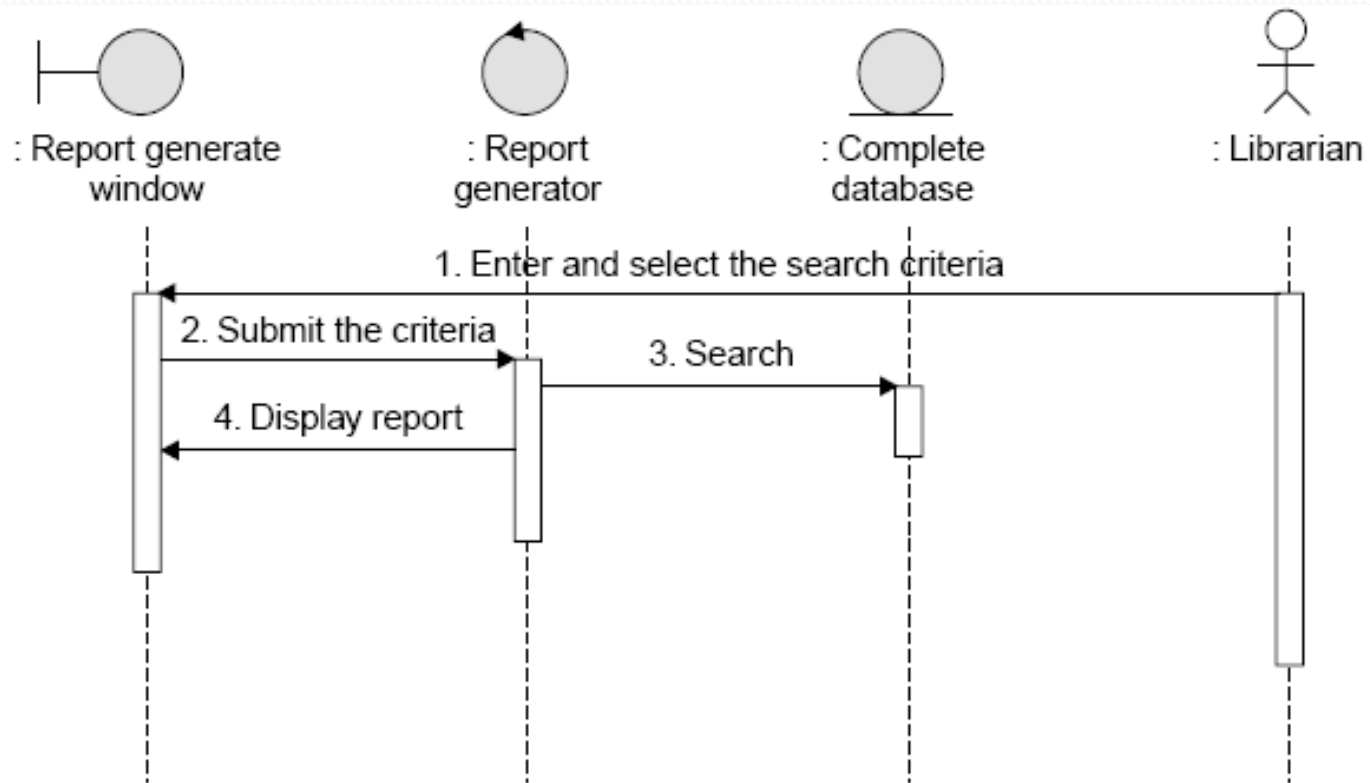 : Report generate
window
: Report
generator
: Complete
database
: Librarian
1. Enter and select the search criteria
2. Submit the criteria
3. Search
4. Display report